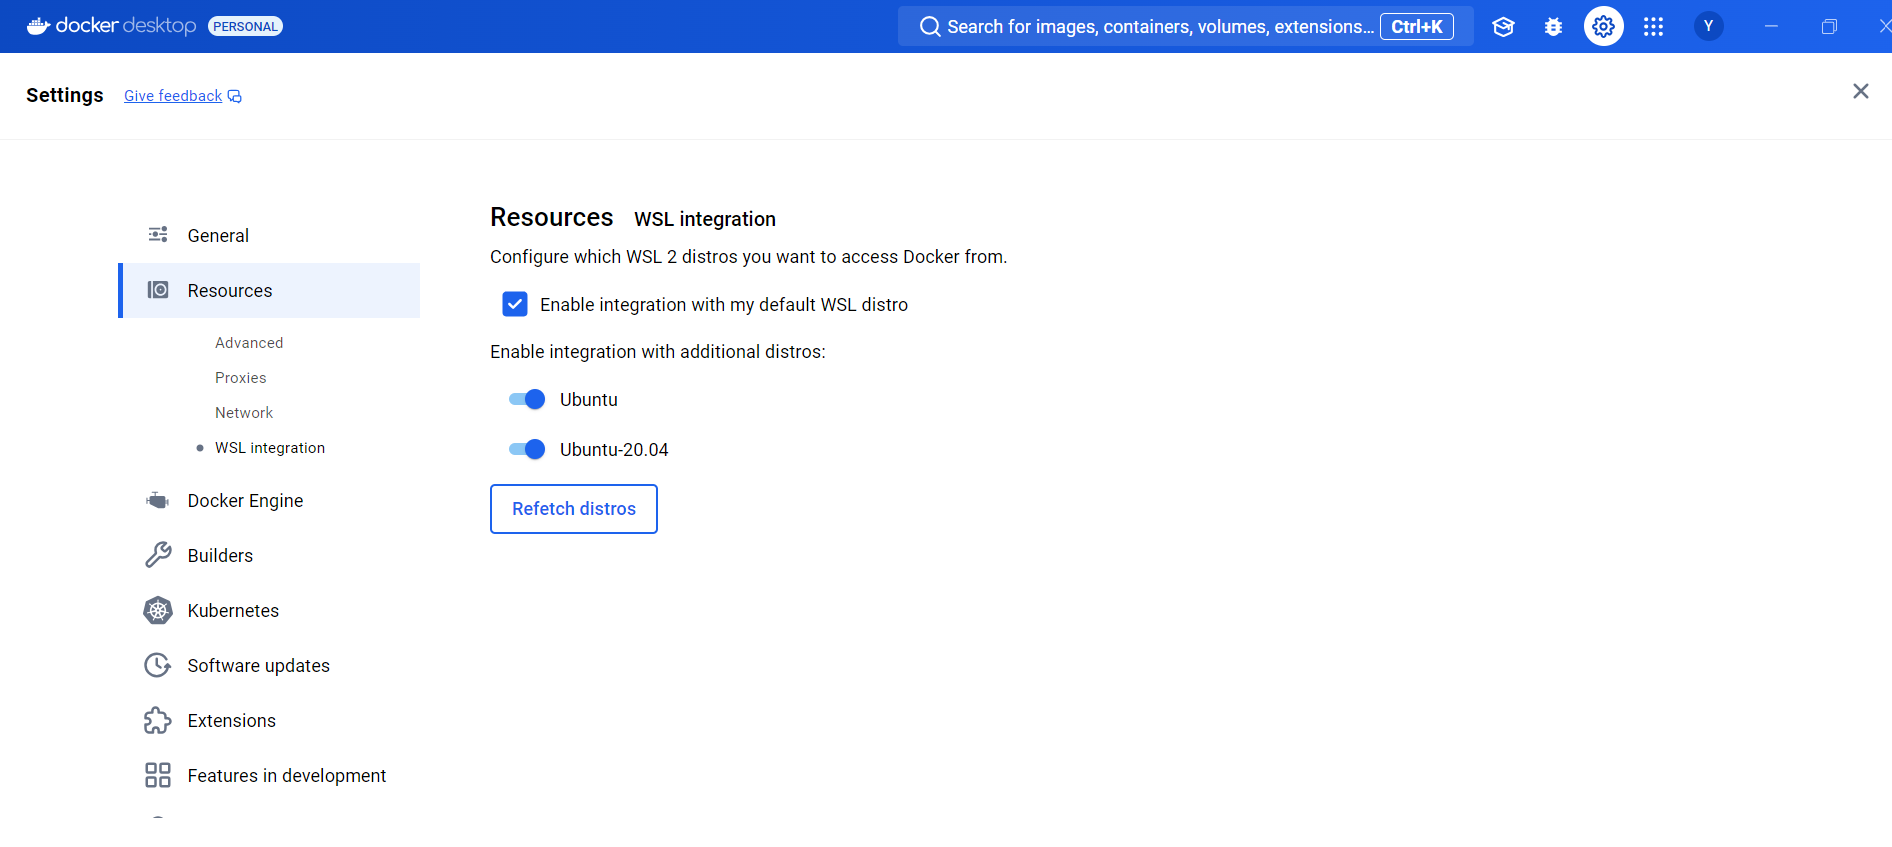 docker desktop PERSONAL Search for images, containers, volumes, extensions... Ctrl+K Y
Settings Give feedback
General
Resources
Advanced
Proxies
Network
WSL integration
Docker Engine
Builders
Kubernetes
Software updates
Extensions
Features in development
Resources WSL integration
Configure which WSL 2 distros you want to access Docker from.
Enable integration with my default WSL distro
Enable integration with additional distros:
Ubuntu
Ubuntu-20.04
Refetch distros